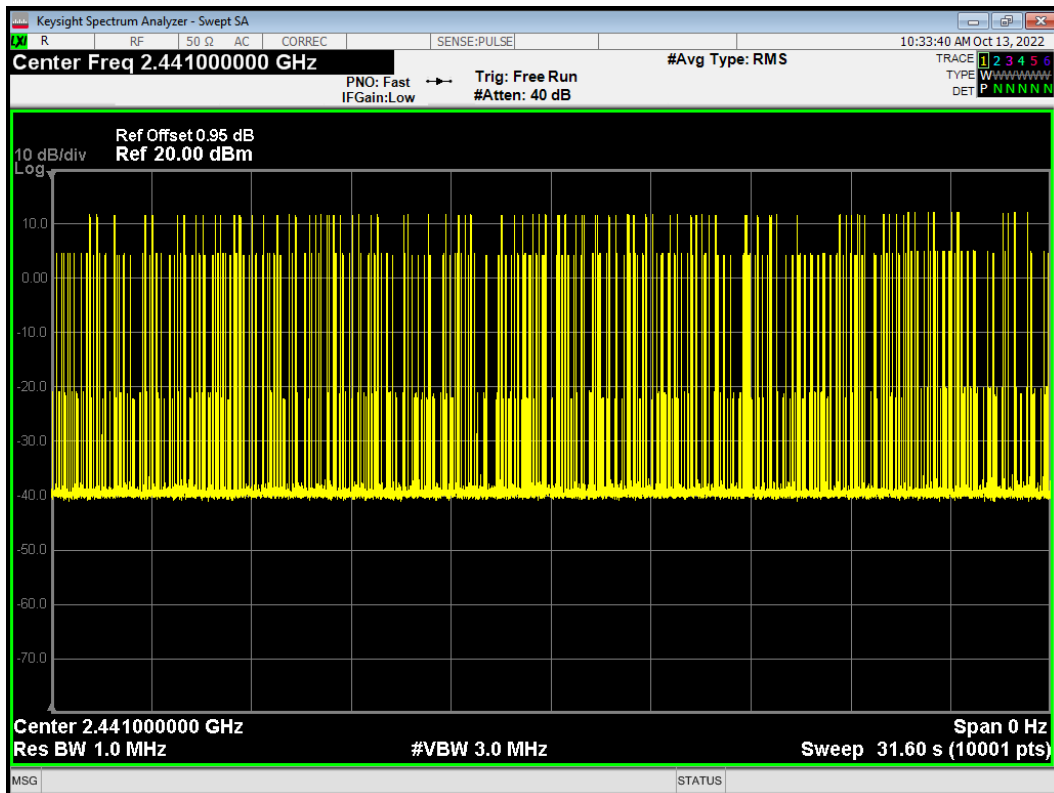 Keysight Spectrum Analyzer - Swept SA
LXI R RF 50 Ω AC CORREC SENSE:PULSE 10:33:40 AM Oct 13, 2022
Center Freq 2.441000000 GHz #Avg Type: RMS TRACE 1 2 3 4 5 6
PNO: Fast Trig: Free Run TYPE WWWWWW
IFGain:Low #Atten: 40 dB DET P N N N N N
Ref Offset 0.95 dB
10 dB/div Ref 20.00 dBm
Log
10.0
0.00
-10.0
-20.0
-30.0
-40.0
-50.0
-60.0
-70.0
Center 2.441000000 GHz Span 0 Hz
Res BW 1.0 MHz #VBW 3.0 MHz Sweep 31.60 s (10001 pts)
MSG STATUS